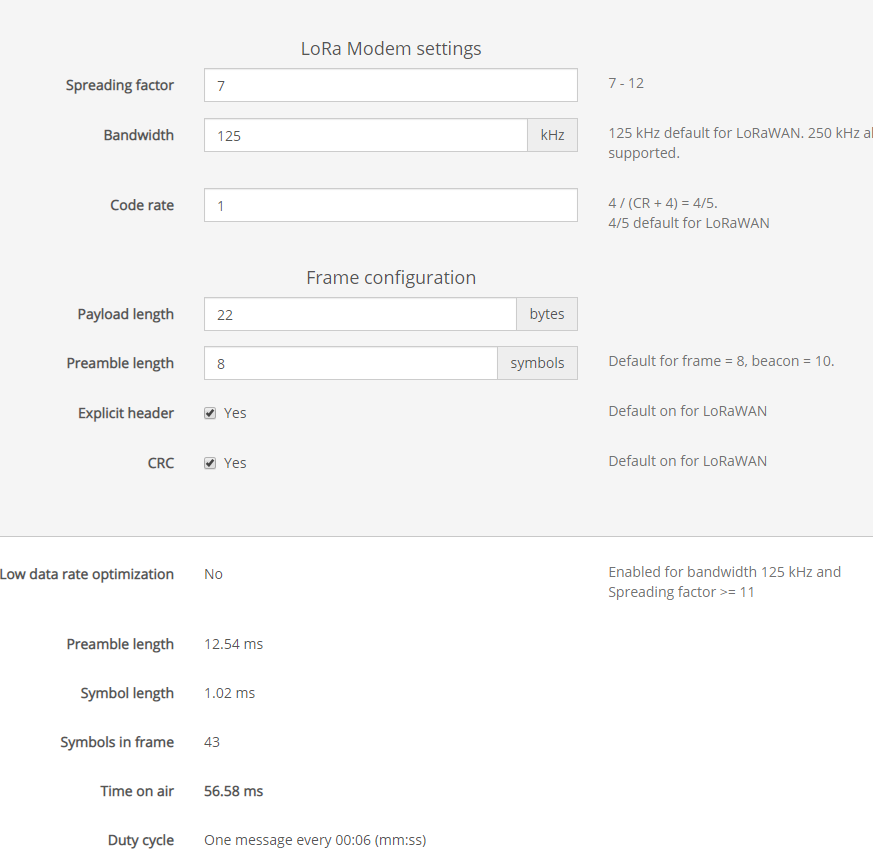 LoRa Modem settings
Spreading factor 7 7 - 12
Bandwidth 125 kHz 125 kHz default for LoRaWAN. 250 kHz
supported.
Code rate 1 4 / (CR + 4) = 4/5.
4/5 default for LoRaWAN
Frame configuration
Payload length 22 bytes
Preamble length 8 symbols Default for frame = 8, beacon = 10.
Explicit header Yes Default on for LoRaWAN
CRC Yes Default on for LoRaWAN
Low data rate optimization No Enabled for bandwidth 125 kHz and
Spreading factor >= 11
Preamble length 12.54 ms
Symbol length 1.02 ms
Symbols in frame 43
Time on air 56.58 ms
Duty cycle One message every 00:06 (mm:ss)